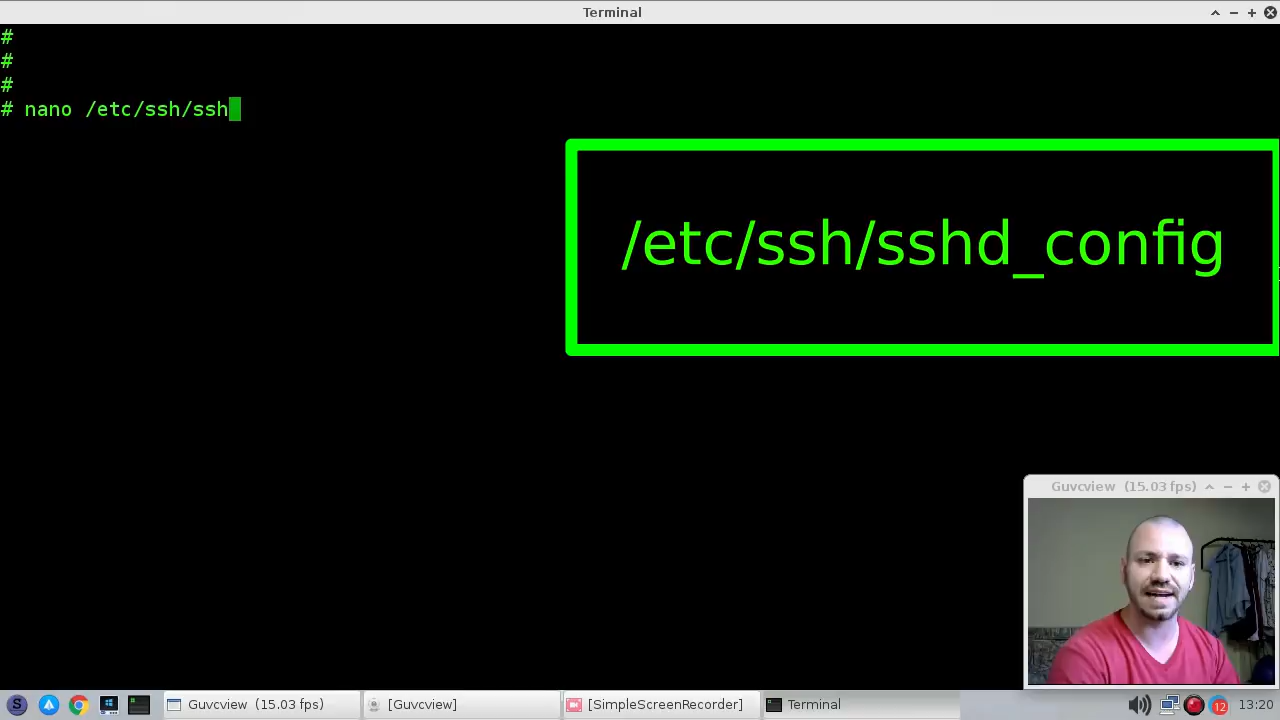 Terminal
#
#
#
# nano /etc/ssh/ssh
/etc/ssh/sshd_config
Guvcview (15.03 fps)
S
Guvcview (15.03 fps)
[Guvcview]
[SimpleScreenRecorder]
Terminal
12
13:20